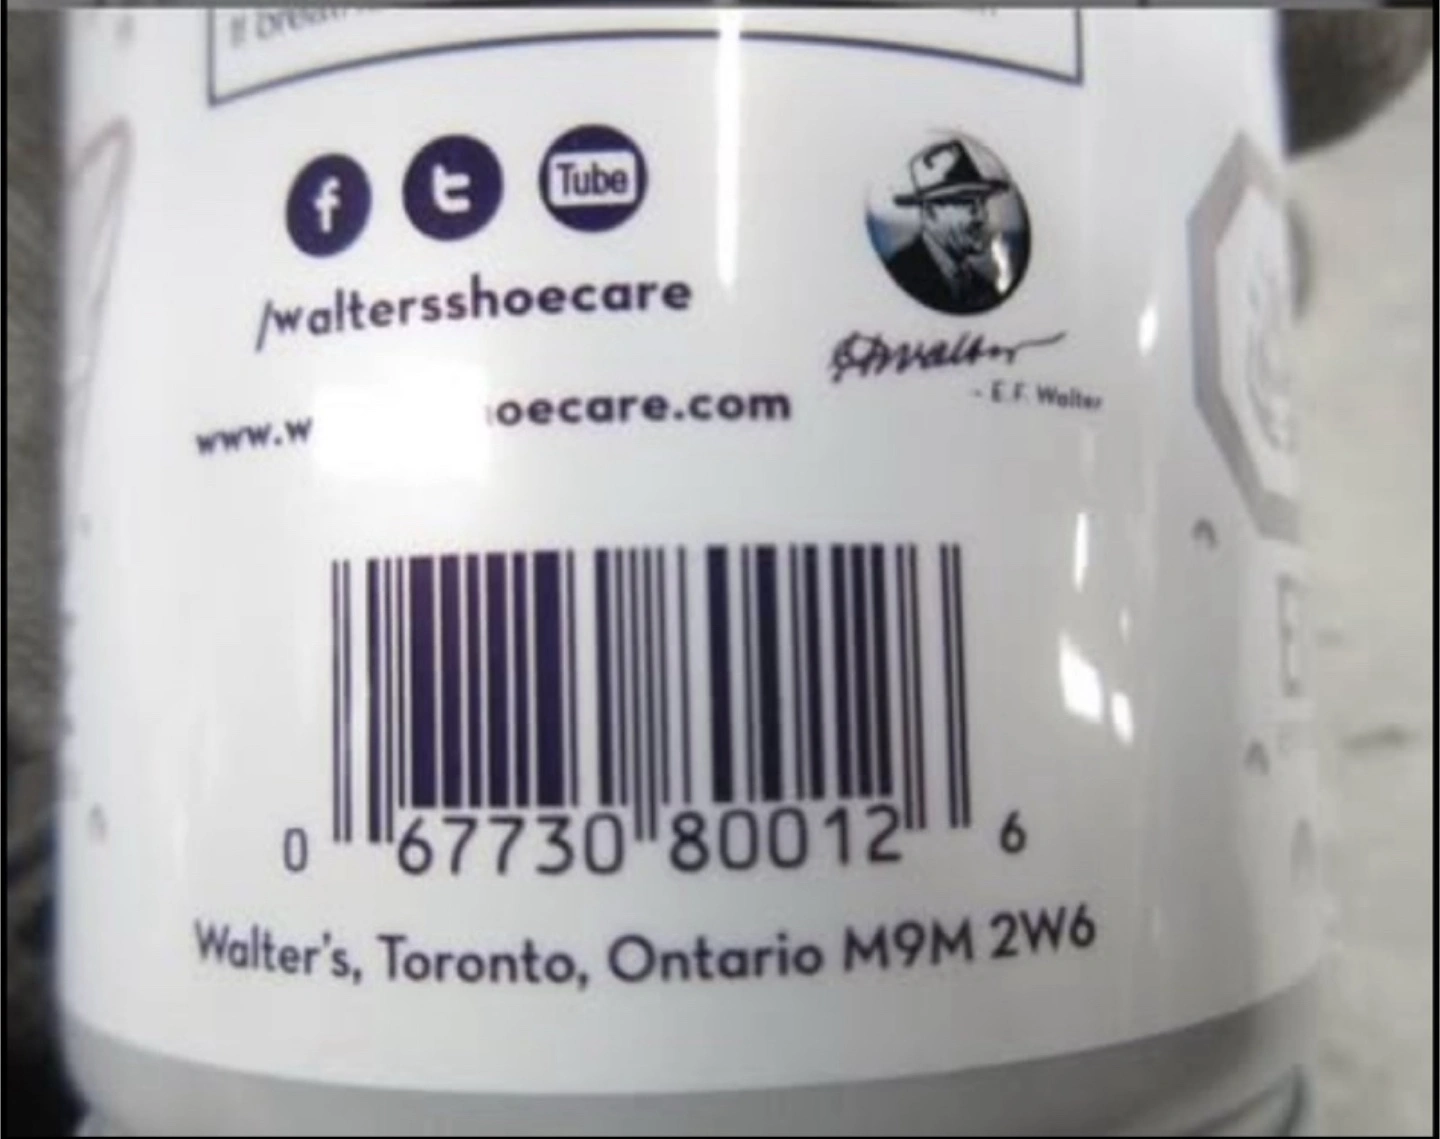 f t Tube
/waltersshoecare
www.w oecare.com
- E.F. Walter
0 67730 80012 6
Walter's, Toronto, Ontario M9M 2W6